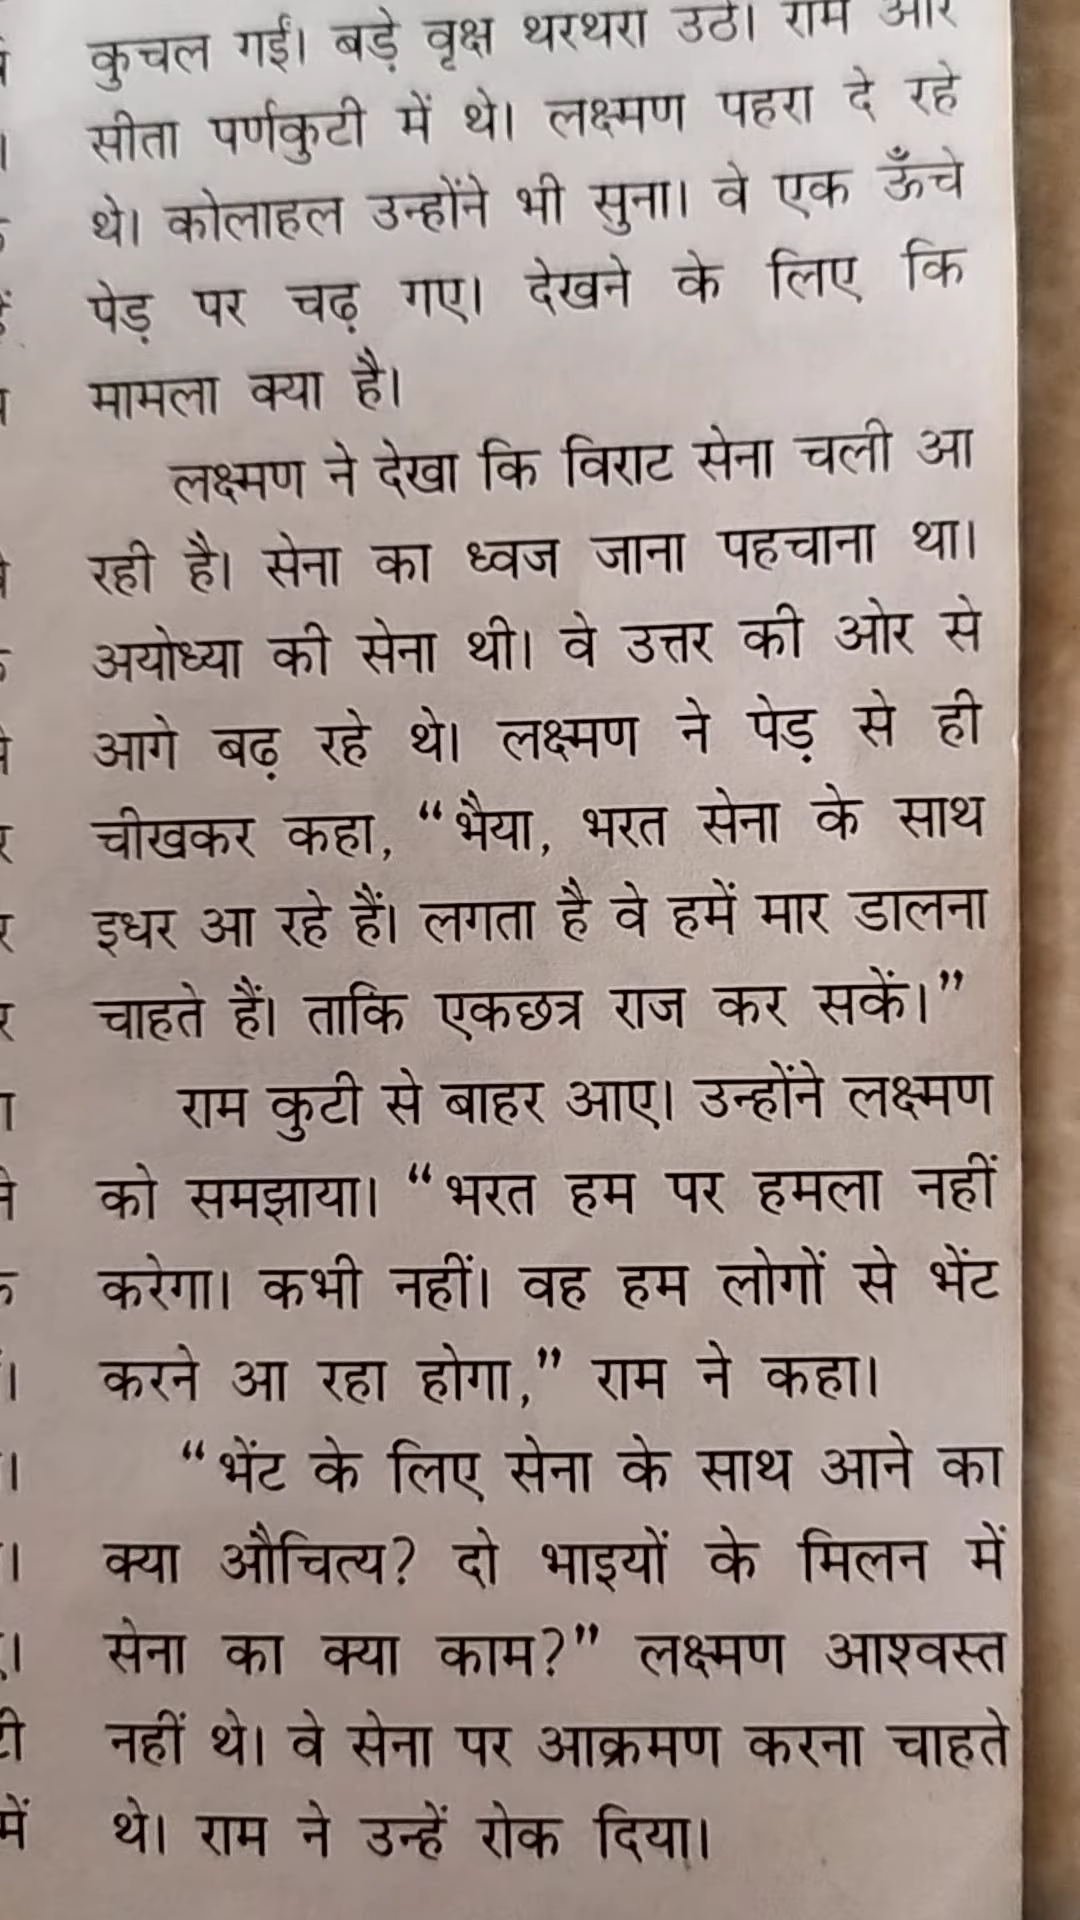 कुचल गईं। बड़े वृक्ष थरथरा उठे। राम और
सीता पर्णकुटी में थे। लक्ष्मण पहरा दे रहे
थे। कोलाहल उन्होंने भी सुना। वे एक ऊँचे
पेड़ पर चढ़ गए। देखने के लिए कि
मामला क्या है।
लक्ष्मण ने देखा कि विराट सेना चली आ
रही है। सेना का ध्वज जाना पहचाना था।
अयोध्या की सेना थी। वे उत्तर की ओर से
आगे बढ़ रहे थे। लक्ष्मण ने पेड़ से ही
चीखकर कहा, “भैया, भरत सेना के साथ
इधर आ रहे हैं। लगता है वे हमें मार डालना
चाहते हैं। ताकि एकछत्र राज कर सकें।”
राम कुटी से बाहर आए। उन्होंने लक्ष्मण
को समझाया। “भरत हम पर हमला नहीं
करेगा। कभी नहीं। वह हम लोगों से भेंट
करने आ रहा होगा,” राम ने कहा।
“भेंट के लिए सेना के साथ आने का
क्या औचित्य? दो भाइयों के मिलन में
सेना का क्या काम?” लक्ष्मण आश्वस्त
नहीं थे। वे सेना पर आक्रमण करना चाहते
थे। राम ने उन्हें रोक दिया।